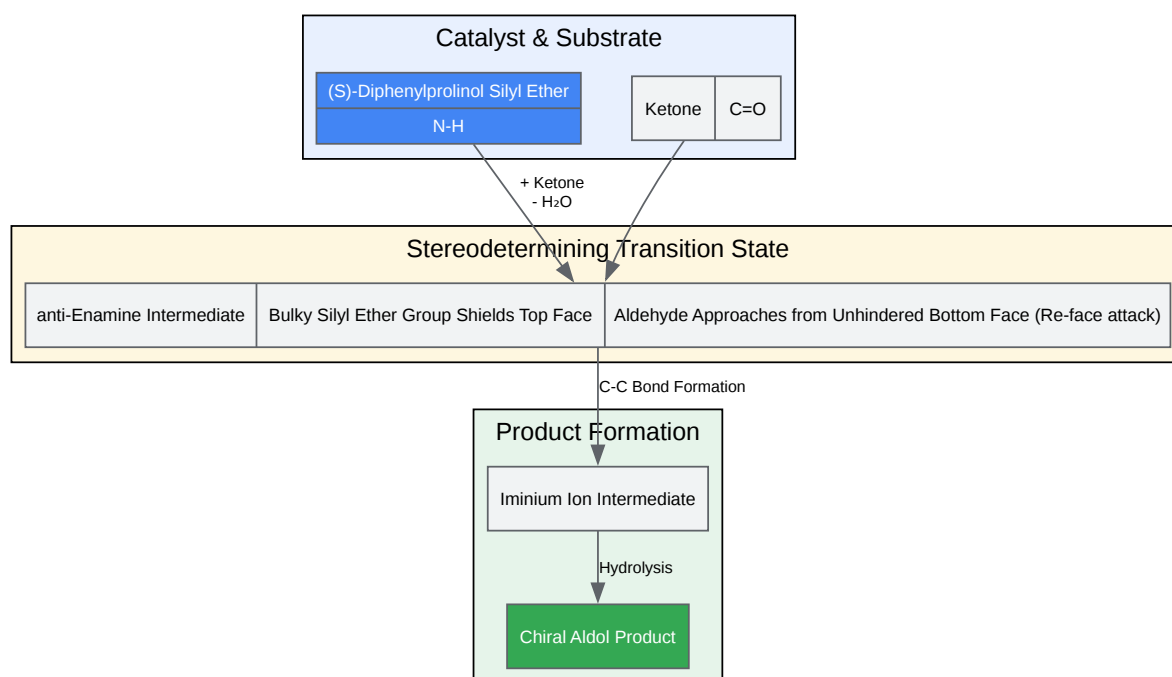 Catalyst & Substrate
(S)-Diphenylprolinol Silyl Ether
N-H
Ketone
C=O
+ Ketone
- H₂O
Stereodetermining Transition State
anti-Enamine Intermediate
Bulky Silyl Ether Group Shields Top Face
Aldehyde Approaches from Unhindered Bottom Face (Re-face attack)
C-C Bond Formation
Product Formation
Iminium Ion Intermediate
Hydrolysis
Chiral Aldol Product